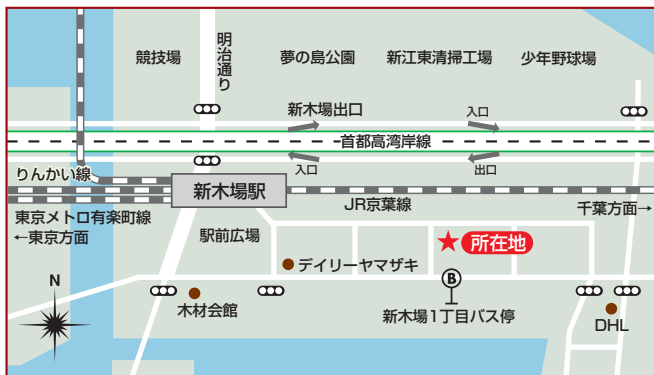 競技場
明治通り
夢の島公園
新江東清掃工場
少年野球場
新木場出口
入口
首都高湾岸線
りんかい線
入口
出口
新木場駅
東京メトロ有楽町線
←東京方面
JR京葉線
千葉方面→
駅前広場
所在地
デイリーヤマザキ
N
B
木材会館
新木場1丁目バス停
DHL